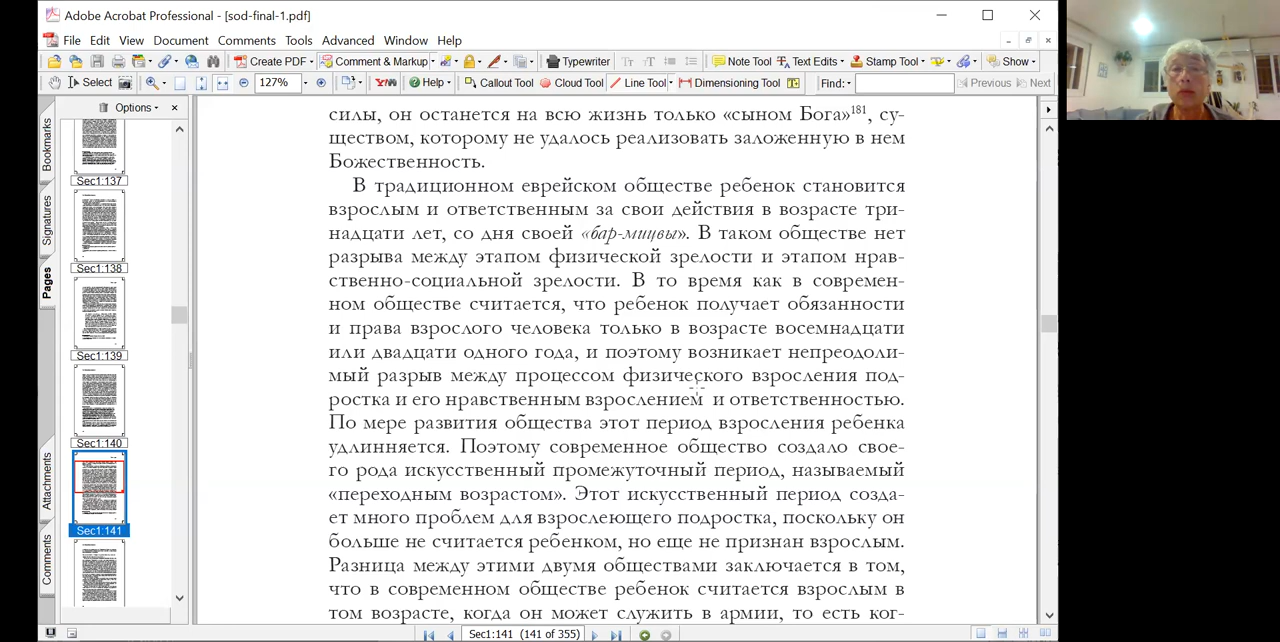 Adobe Acrobat Professional - [sod-final-1.pdf]
File Edit View Document Comments Tools Advanced Window Help
Create PDF Comment & Markup Typewriter Note Tool Text Edits Stamp Tool Show
Select 127% Help Callout Tool Cloud Tool Line Tool Dimensioning Tool Find: Previous Next
Options
Bookmarks
Signatures
Pages
Attachments
Comments
Sec1:137
Sec1:138
Sec1:139
Sec1:140
Sec1:141
силы, он останется на всю жизнь только «сыном Бога»181, су-
ществом, которому не удалось реализовать заложенную в нем
Божественность.
В традиционном еврейском обществе ребенок становится
взрослым и ответственным за свои действия в возрасте три-
надцати лет, со дня своей «бар-мицвы». В таком обществе нет
разрыва между этапом физической зрелости и этапом нрав-
ственно-социальной зрелости. В то время как в современ-
ном обществе считается, что ребенок получает обязанности
и права взрослого человека только в возрасте восемнадцати
или двадцати одного года, и поэтому возникает непреодоли-
мый разрыв между процессом физического взросления под-
ростка и его нравственным взрослением и ответственностью.
По мере развития общества этот период взросления ребенка
удлинняется. Поэтому современное общество создало свое-
го рода искусственный промежуточный период, называемый
«переходным возрастом». Этот искусственный период созда-
ет много проблем для взрослеющего подростка, поскольку он
больше не считается ребенком, но еще не признан взрослым.
Разница между этими двумя обществами заключается в том,
что в современном обществе ребенок считается взрослым в
том возрасте, когда он может служить в армии, то есть ког-
Sec1:141 (141 of 355)